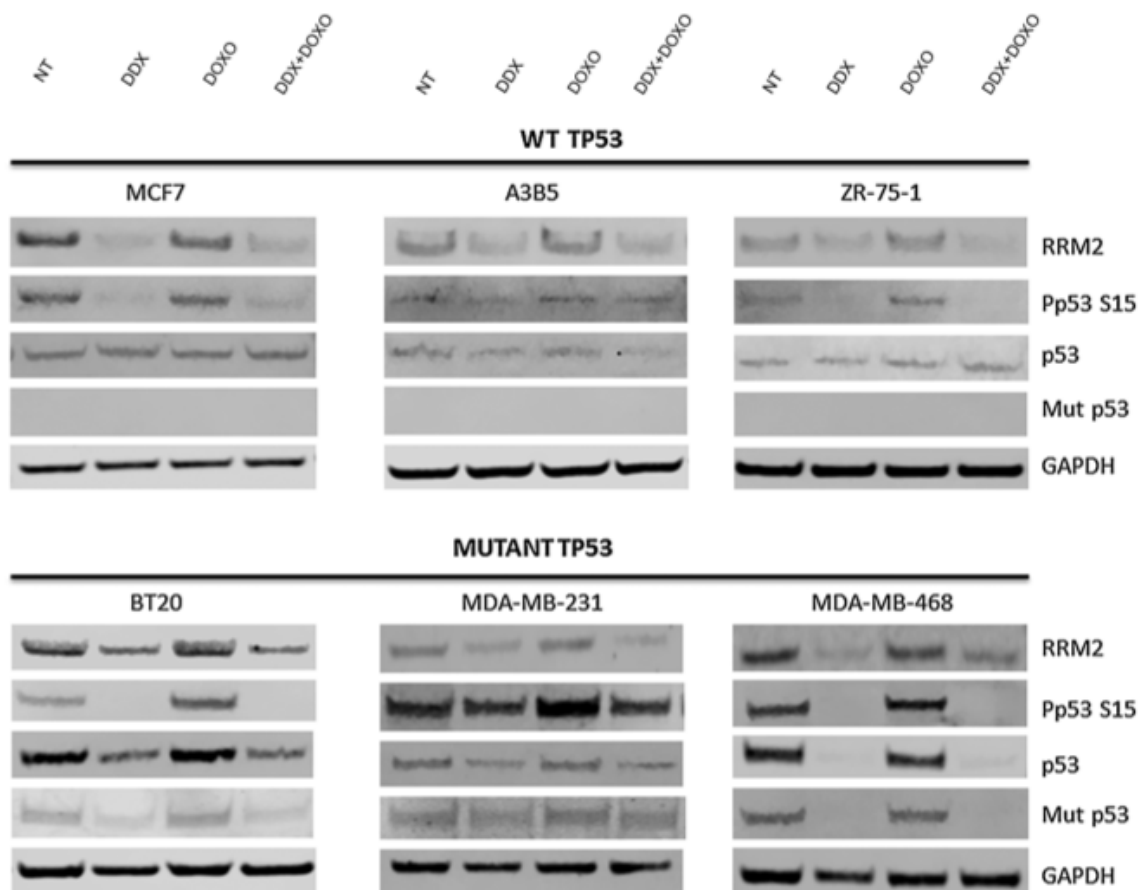 NT DDX DOXO DDX+DOXO NT DDX DOXO DDX+DOXO NT DDX DOXO DDX+DOXO
WT TP53
MCF7 A3B5 ZR-75-1
RRM2
Pp53 S15
p53
Mut p53
GAPDH
MUTANT TP53
BT20 MDA-MB-231 MDA-MB-468
RRM2
Pp53 S15
p53
Mut p53
GAPDH